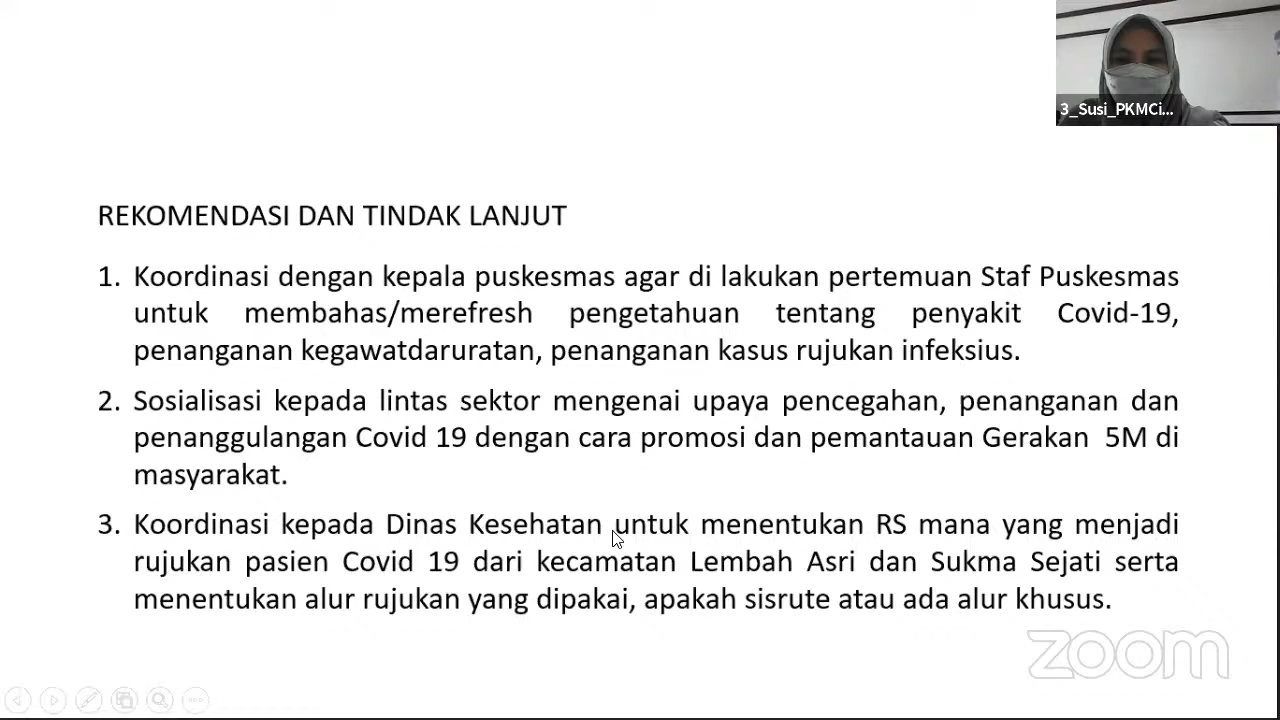 3_Susi_PKMCi...
REKOMENDASI DAN TINDAK LANJUT
1. Koordinasi dengan kepala puskesmas agar di lakukan pertemuan Staf Puskesmas
untuk membahas/merefresh pengetahuan tentang penyakit Covid-19,
penanganan kegawatdaruratan, penanganan kasus rujukan infeksius.
2. Sosialisasi kepada lintas sektor mengenai upaya pencegahan, penanganan dan
penanggulangan Covid 19 dengan cara promosi dan pemantauan Gerakan 5M di
masyarakat.
3. Koordinasi kepada Dinas Kesehatan untuk menentukan RS mana yang menjadi
rujukan pasien Covid 19 dari kecamatan Lembah Asri dan Sukma Sejati serta
menentukan alur rujukan yang dipakai, apakah sisrute atau ada alur khusus.
zoom